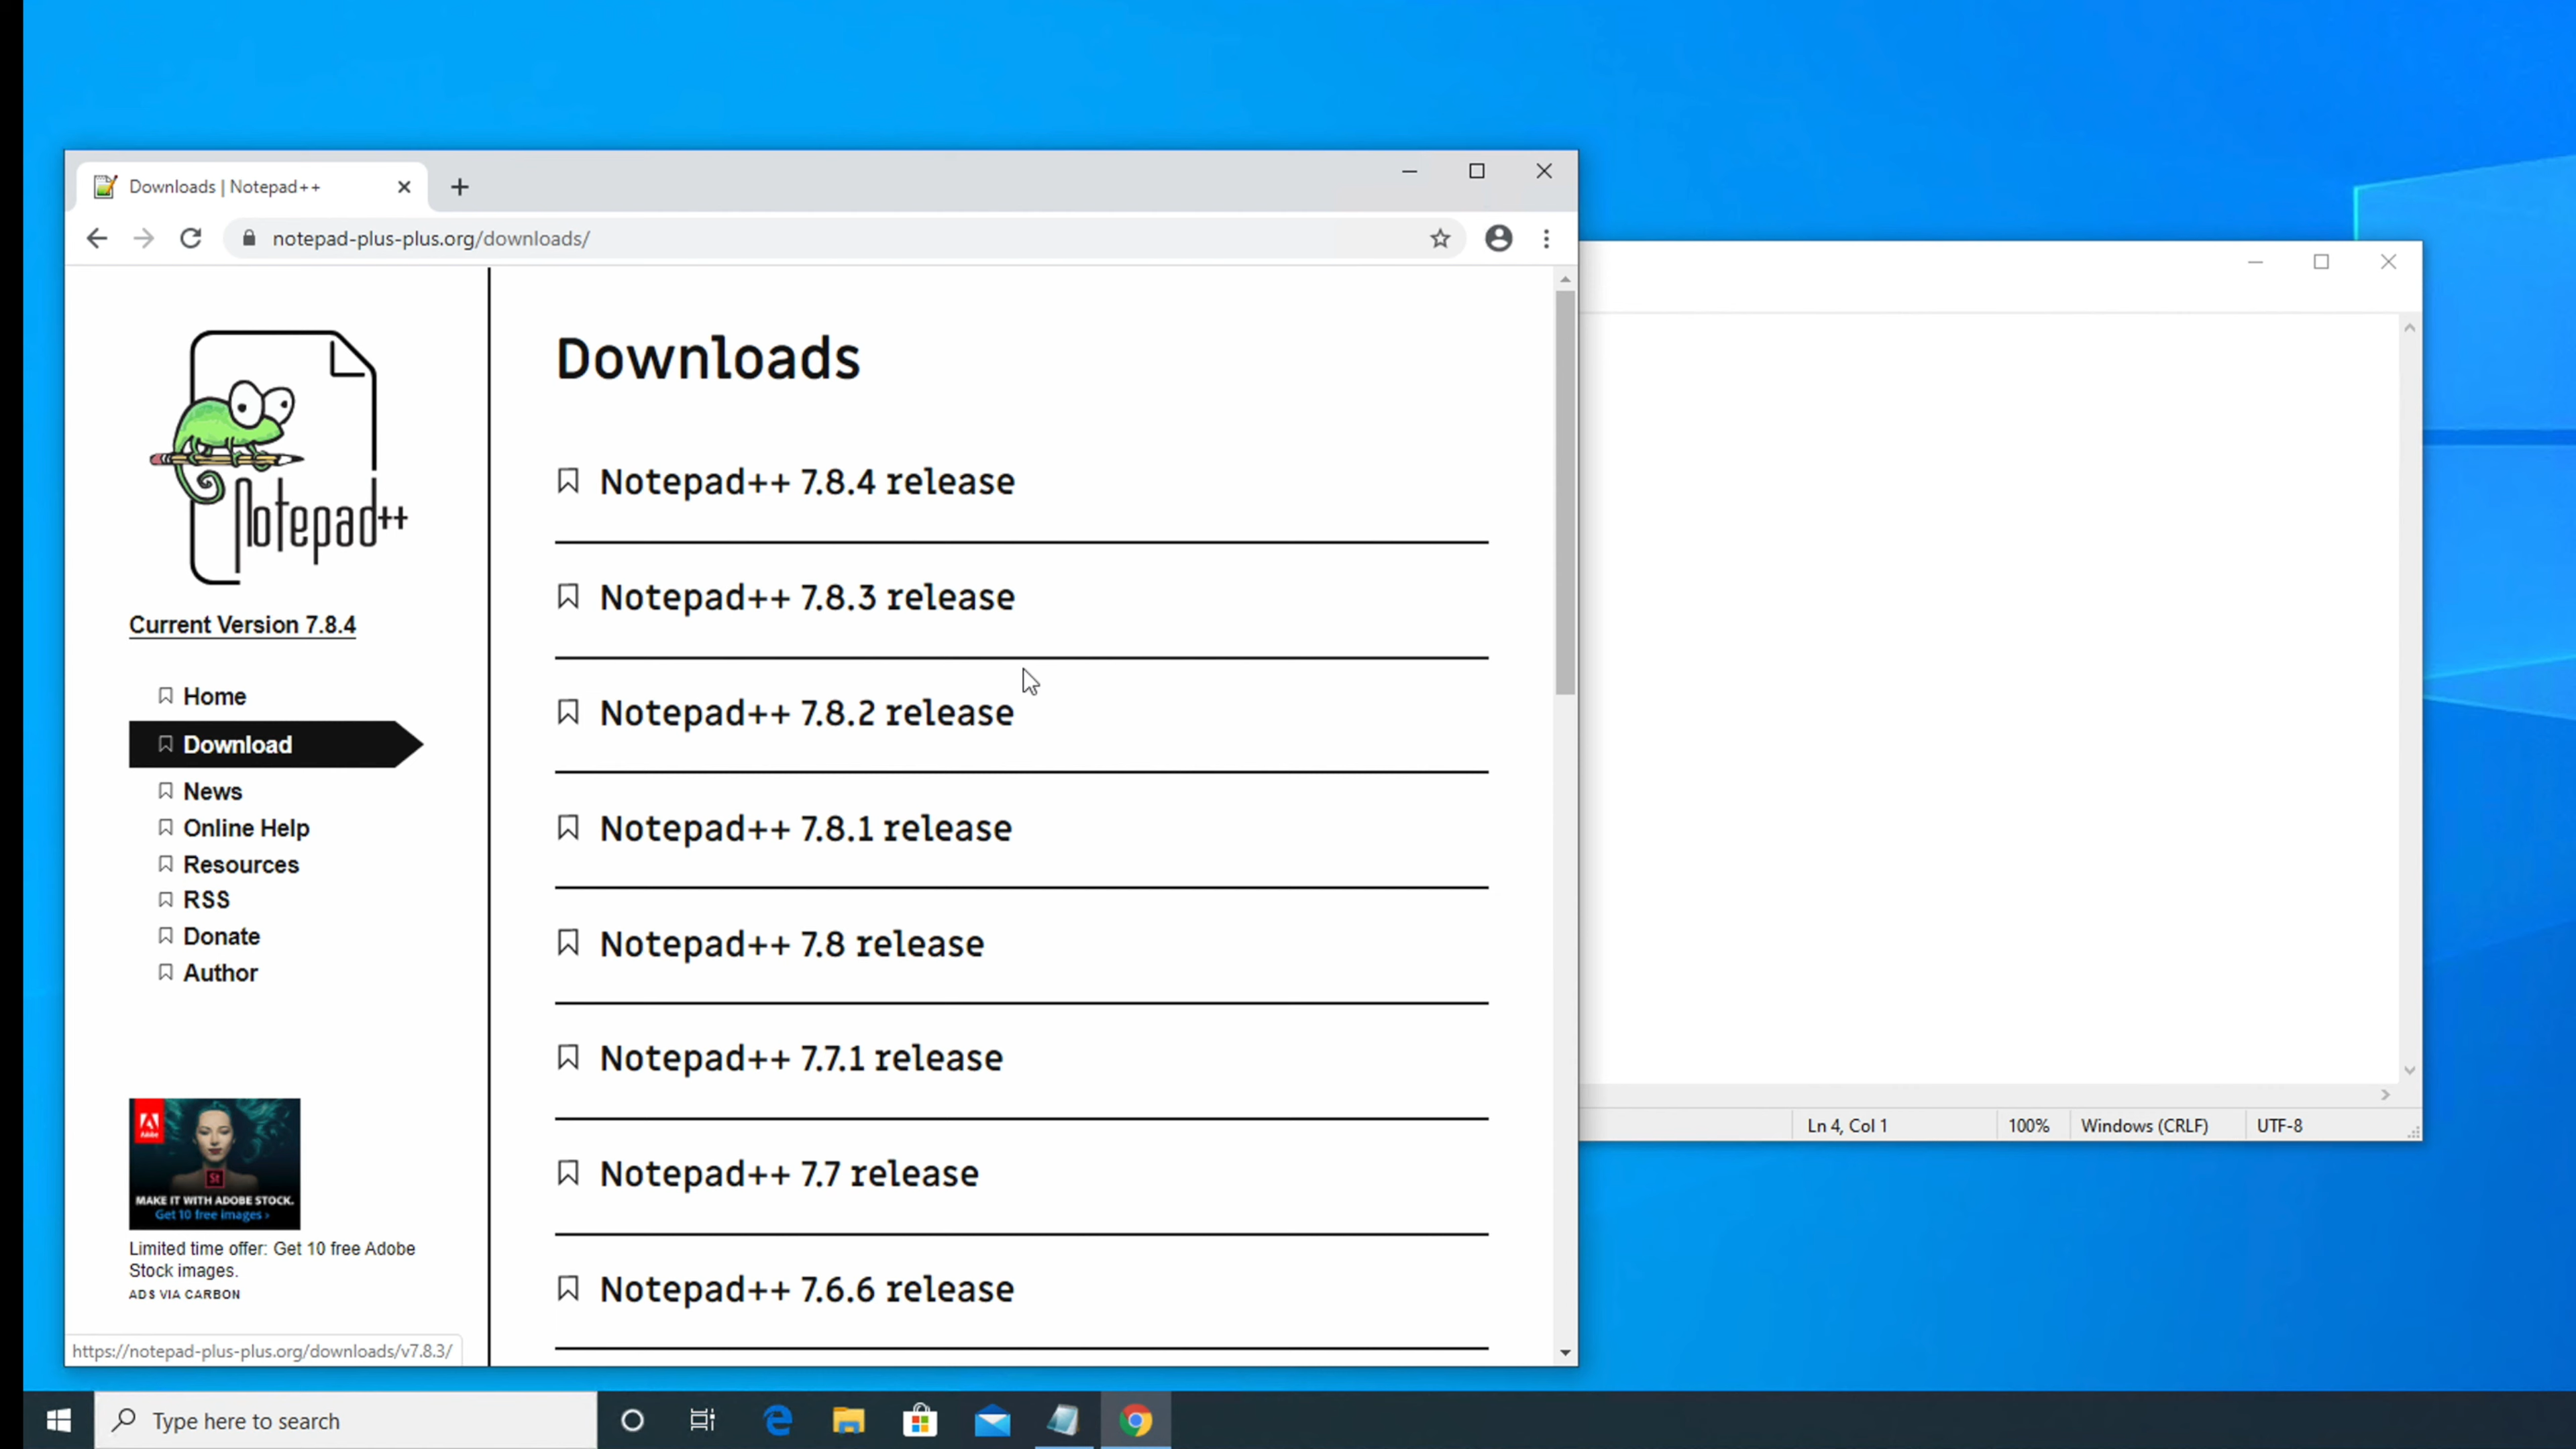 Downloads | Notepad++
notepad-plus-plus.org/downloads/
Notepad++
Current Version 7.8.4
Home
Download
News
Online Help
Resources
RSS
Donate
Author
MAKE IT WITH ADOBE STOCK.
Get 10 free images ›
Adobe
St
Limited time offer: Get 10 free Adobe
Stock images.
ADS VIA CARBON
https://notepad-plus-plus.org/downloads/v7.8.3/
Downloads
Notepad++ 7.8.4 release
Notepad++ 7.8.3 release
Notepad++ 7.8.2 release
Notepad++ 7.8.1 release
Notepad++ 7.8 release
Notepad++ 7.7.1 release
Notepad++ 7.7 release
Notepad++ 7.6.6 release
Ln 4, Col 1
100%
Windows (CRLF)
UTF-8
Type here to search